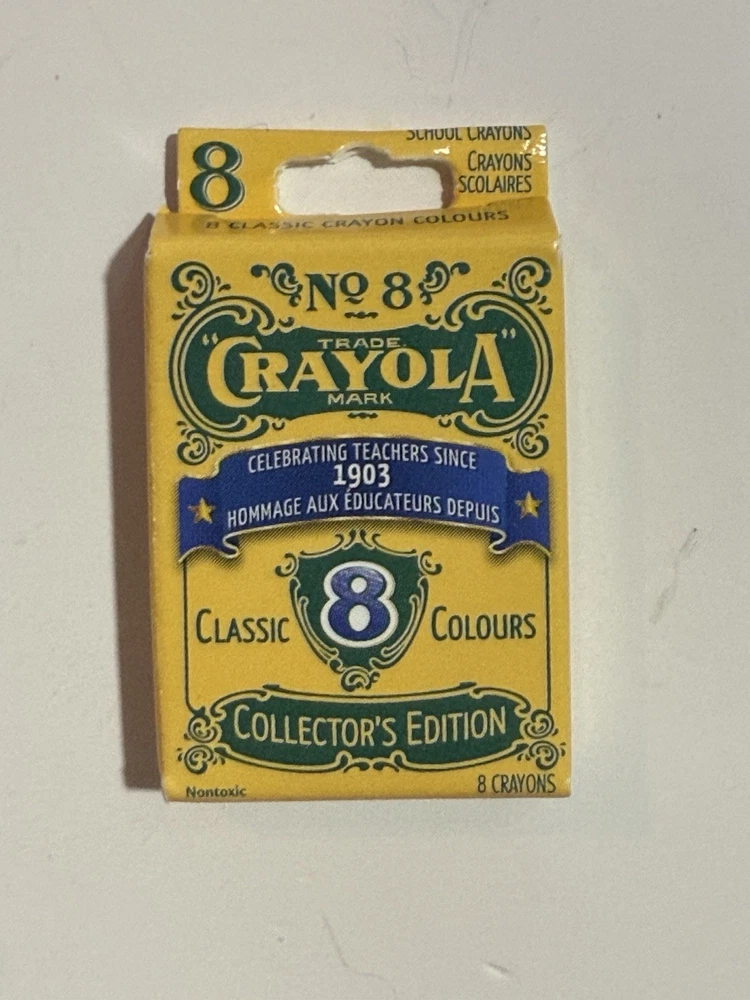 8
SCHOOL CRAYONS
CRAYONS
SCOLAIRES
8 CLASSIC CRAYON COLOURS
No 8
TRADE
"CRAYOLA"
MARK
CELEBRATING TEACHERS SINCE
1903
HOMMAGE AUX ÉDUCATEURS DEPUIS
CLASSIC 8 COLOURS
COLLECTOR'S EDITION
Nontoxic 8 CRAYONS